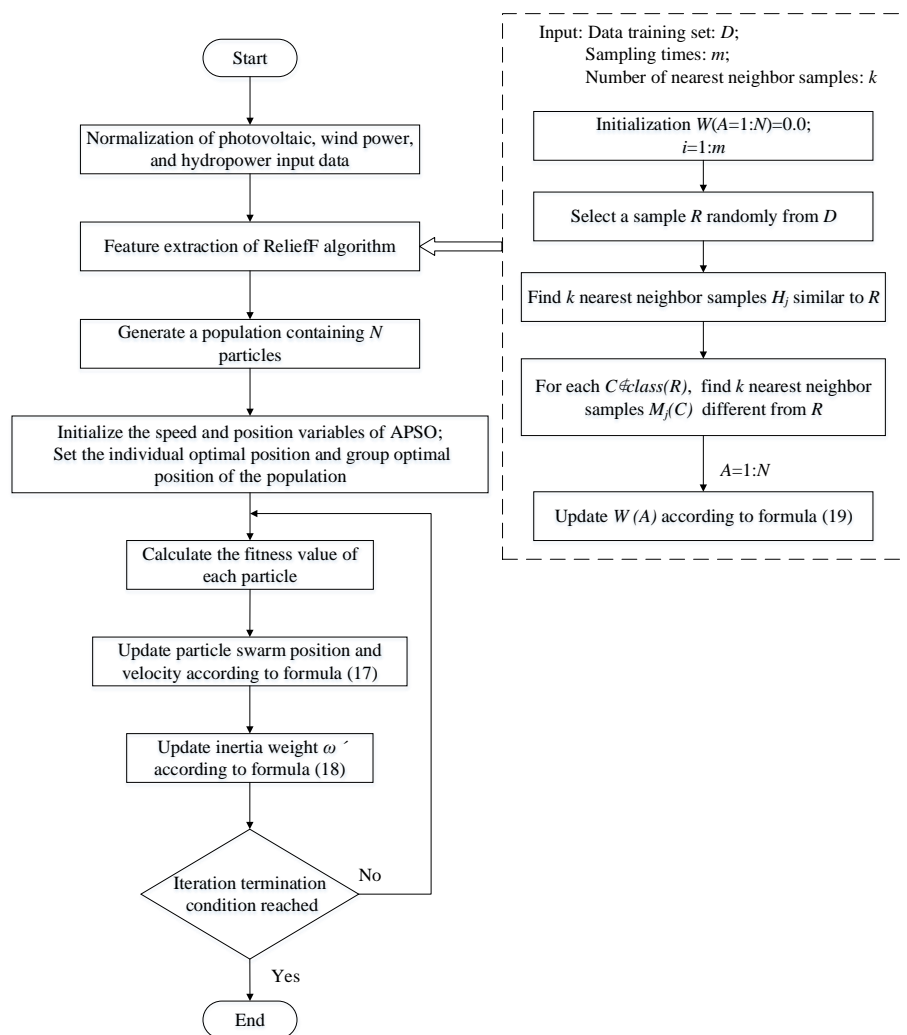 Start
Normalization of photovoltaic, wind power,
and hydropower input data
Feature extraction of ReliefF algorithm
Generate a population containing N
particles
Initialize the speed and position variables of APSO;
Set the individual optimal position and group optimal
position of the population
Calculate the fitness value of
each particle
Update particle swarm position and
velocity according to formula (17)
Update inertia weight ω ´
according to formula (18)
Iteration termination
condition reached
No
Yes
End
Input: Data training set: D;
Sampling times: m;
Number of nearest neighbor samples: k
Initialization W(A=1:N)=0.0;
i=1:m
Select a sample R randomly from D
Find k nearest neighbor samples Hj similar to R
For each C∉class(R), find k nearest neighbor
samples Mj(C) different from R
A=1:N
Update W (A) according to formula (19)